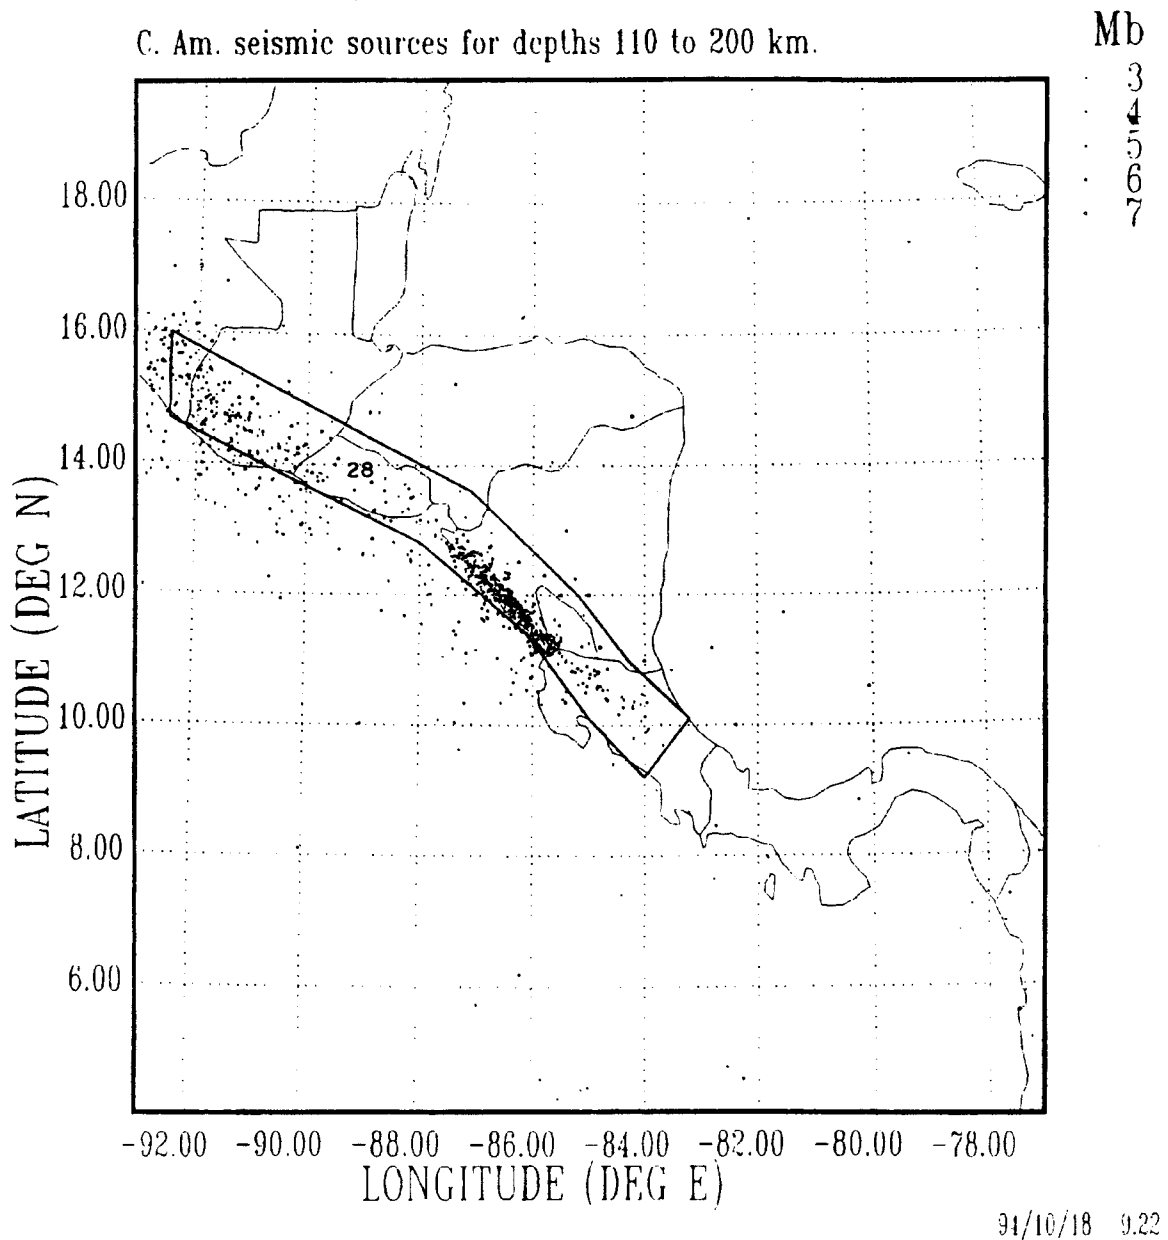 C. Am. seismic sources for depths 110 to 200 km.
Mb
3
4
5
6
7
18.00
16.00
14.00
12.00
10.00
8.00
6.00
LATITUDE (DEG N)
28
-92.00 -90.00 -88.00 -86.00 -84.00 -82.00 -80.00 -78.00
LONGITUDE (DEG E)
94/10/18 9.22